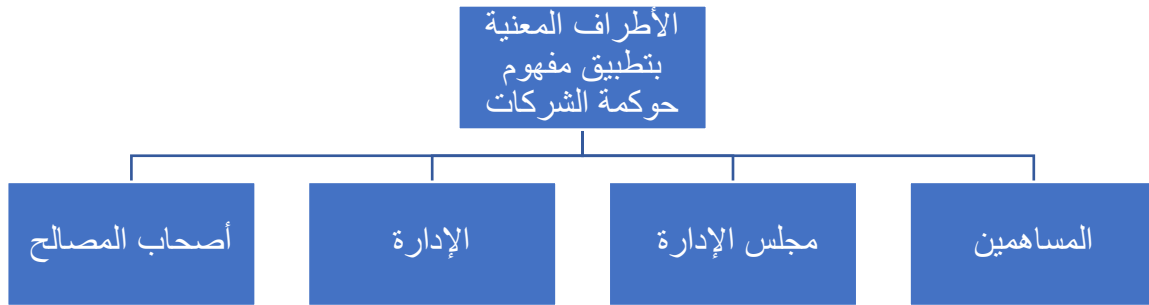 الأطراف المعنية
بتطبيق مفهوم
حوكمة الشركات
المساهمين
مجلس الإدارة
الإدارة
أصحاب المصالح